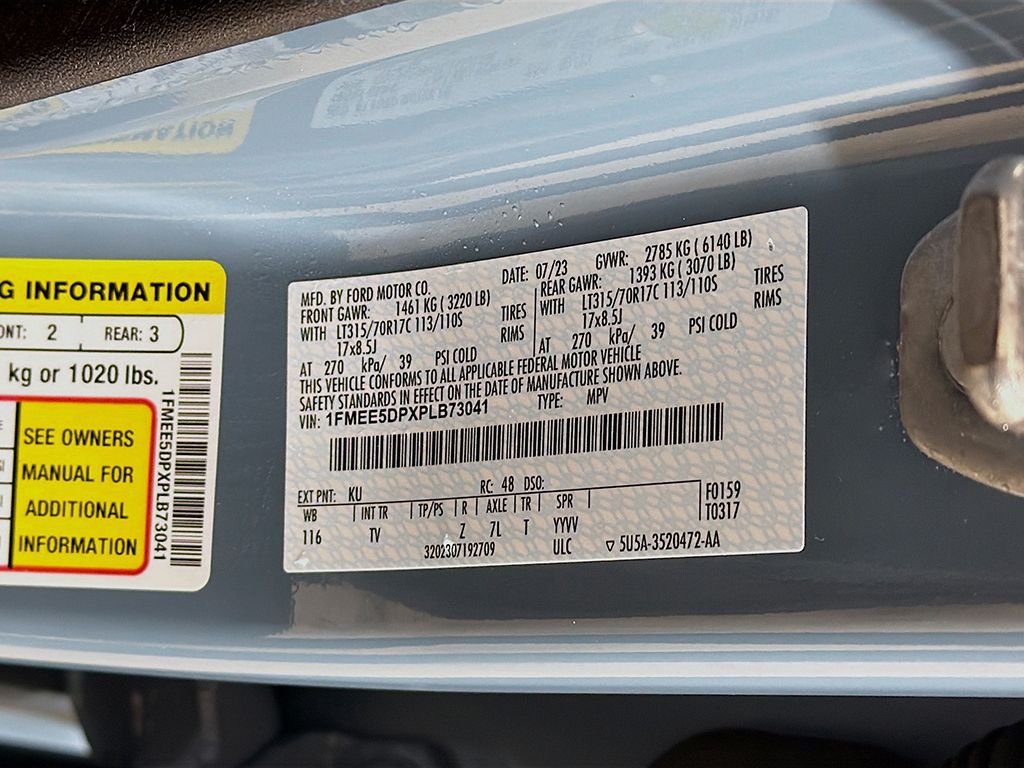 G INFORMATION
ONT: 2 REAR: 3
kg or 1020 lbs.
SEE OWNERS
MANUAL FOR
ADDITIONAL
INFORMATION
1FMEE5DPXPLB73041
MFD. BY FORD MOTOR CO. DATE: 07/23 GVWR: 2785 KG ( 6140 LB)
FRONT GAWR: 1461 KG ( 3220 LB) REAR GAWR: 1393 KG ( 3070 LB)
WITH LT315/70R17C 113/110S TIRES WITH LT315/70R17C 113/110S TIRES
17x8.5J RIMS 17x8.5J RIMS
AT 270 kPa/ 39 PSI COLD AT 270 kPa/ 39 PSI COLD
THIS VEHICLE CONFORMS TO ALL APPLICABLE FEDERAL MOTOR VEHICLE
SAFETY STANDARDS IN EFFECT ON THE DATE OF MANUFACTURE SHOWN ABOVE.
VIN: 1FMEE5DPXPLB73041 TYPE: MPV
EXT PNT: KU RC: 48 DSO:
WB INT TR TP/PS R AXLE TR SPR F0159
116 TV Z 7L T YYVV T0317
3202307192709 ULC ▽ 5U5A-3520472-AA